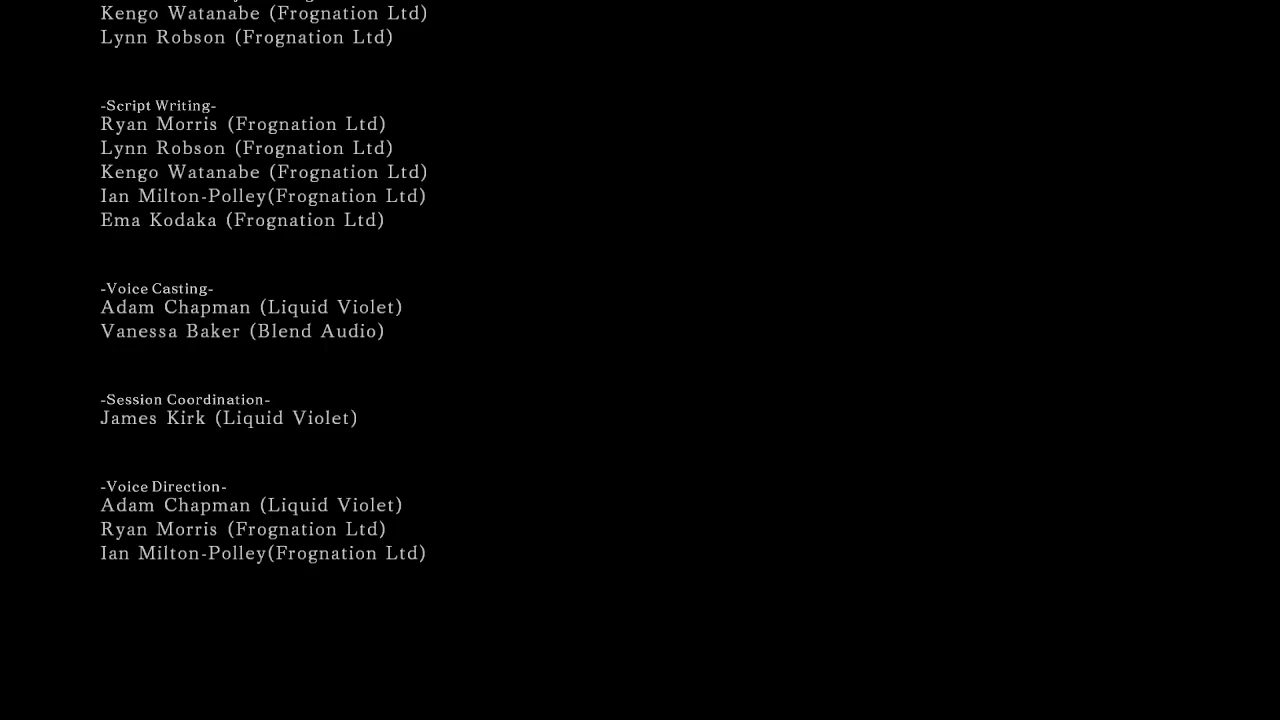 Kengo Watanabe (Frognation Ltd)
Lynn Robson (Frognation Ltd)
-Script Writing-
Ryan Morris (Frognation Ltd)
Lynn Robson (Frognation Ltd)
Kengo Watanabe (Frognation Ltd)
Ian Milton-Polley(Frognation Ltd)
Ema Kodaka (Frognation Ltd)
-Voice Casting-
Adam Chapman (Liquid Violet)
Vanessa Baker (Blend Audio)
-Session Coordination-
James Kirk (Liquid Violet)
-Voice Direction-
Adam Chapman (Liquid Violet)
Ryan Morris (Frognation Ltd)
Ian Milton-Polley(Frognation Ltd)